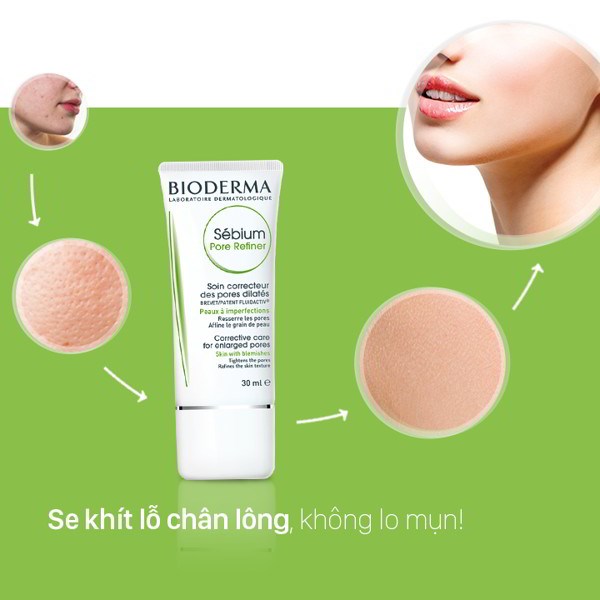 BIODERMA
LABORATOIRE DERMATOLOGIQUE
Sébium
Pore Refiner
Soin correcteur
des pores dilatés
BREVET/PATENT FLUIDACTIV®
Peaux à imperfections
Resserre les pores
Affine le grain de peau
Corrective care
for enlarged pores
Skin with blemishes
Tightens the pores
Refines the skin texture
30 ml e
Se khít lỗ chân lông, không lo mụn!